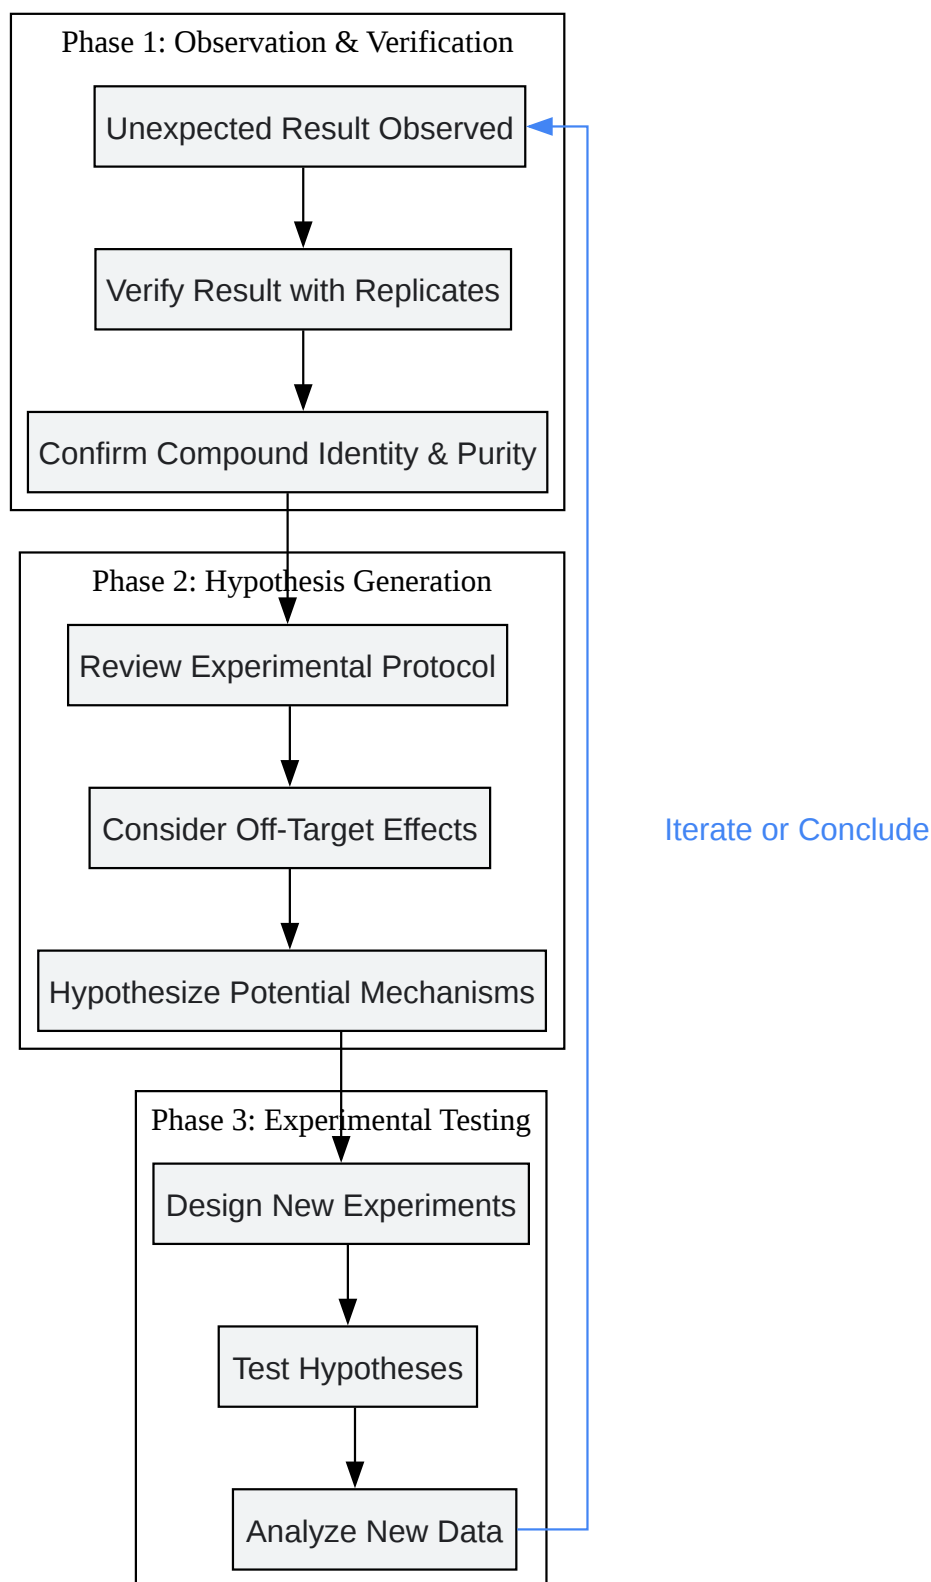 Phase 1: Observation & Verification
Unexpected Result Observed
Verify Result with Replicates
Confirm Compound Identity & Purity
Phase 2: Hypothesis Generation
Review Experimental Protocol
Consider Off-Target Effects
Iterate or Conclude
Hypothesize Potential Mechanisms
Phase 3: Experimental Testing
Design New Experiments
Test Hypotheses
Analyze New Data